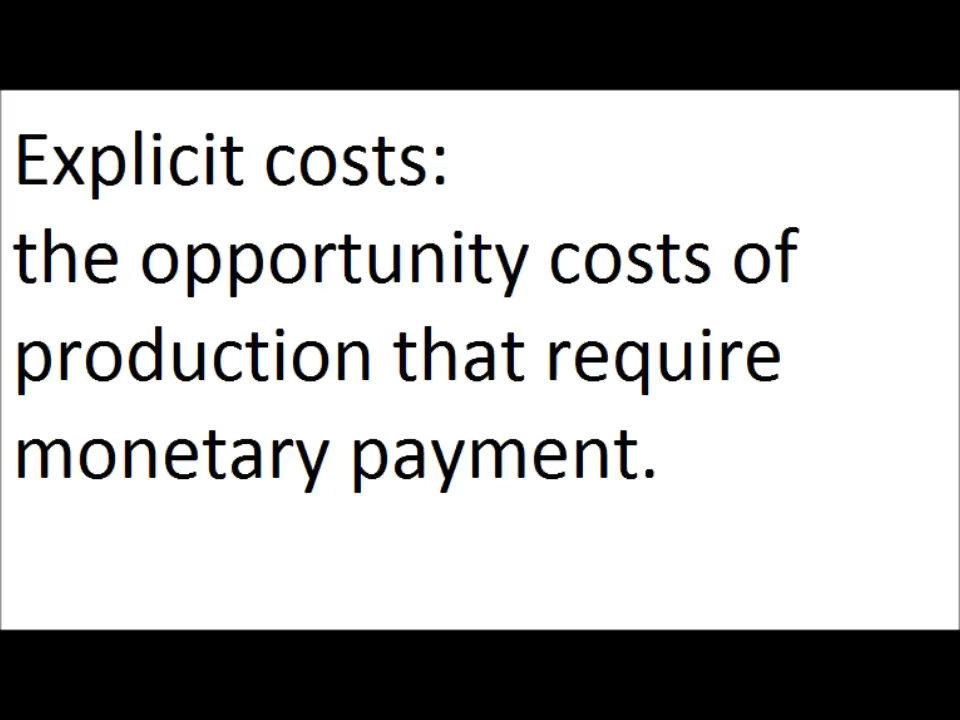 Explicit costs:
the opportunity costs of
production that require
monetary payment.